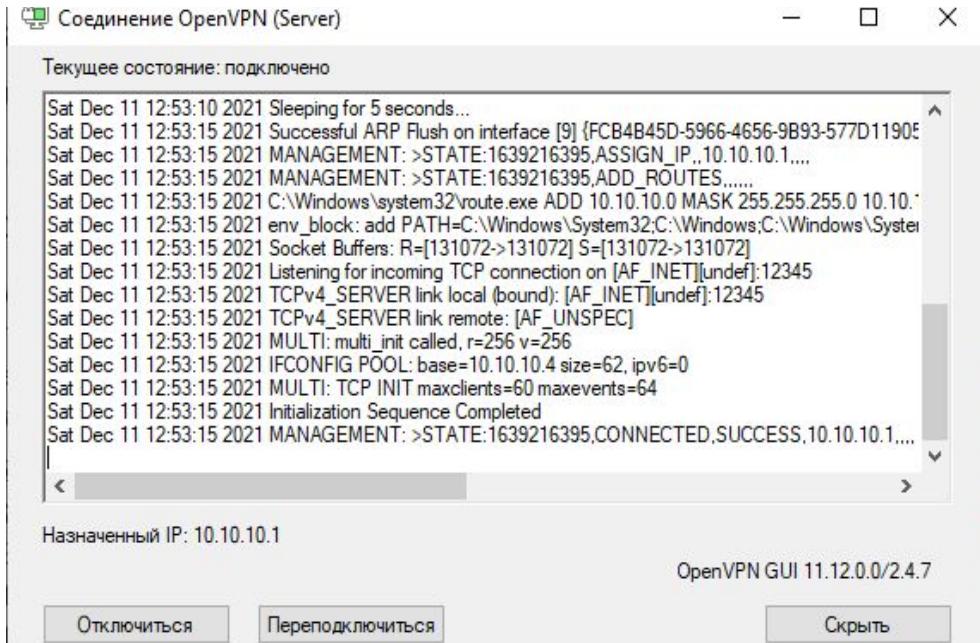 Соединение OpenVPN (Server)
Текущее состояние: подключено
Sat Dec 11 12:53:10 2021 Sleeping for 5 seconds...
Sat Dec 11 12:53:15 2021 Successful ARP Flush on interface [9] {FCB4B45D-5966-4656-9B93-577D11905
Sat Dec 11 12:53:15 2021 MANAGEMENT: >STATE:1639216395,ASSIGN_IP,,10.10.10.1,,,,
Sat Dec 11 12:53:15 2021 MANAGEMENT: >STATE:1639216395,ADD_ROUTES,,,,,,
Sat Dec 11 12:53:15 2021 C:\Windows\system32\route.exe ADD 10.10.10.0 MASK 255.255.255.0 10.10.
Sat Dec 11 12:53:15 2021 env_block: add PATH=C:\Windows\System32;C:\Windows;C:\Windows\System
Sat Dec 11 12:53:15 2021 Socket Buffers: R=[131072->131072] S=[131072->131072]
Sat Dec 11 12:53:15 2021 Listening for incoming TCP connection on [AF_INET][undef]:12345
Sat Dec 11 12:53:15 2021 TCPv4_SERVER link local (bound): [AF_INET][undef]:12345
Sat Dec 11 12:53:15 2021 TCPv4_SERVER link remote: [AF_UNSPEC]
Sat Dec 11 12:53:15 2021 MULTI: multi_init called, r=256 v=256
Sat Dec 11 12:53:15 2021 IFCONFIG POOL: base=10.10.10.4 size=62, ipv6=0
Sat Dec 11 12:53:15 2021 MULTI: TCP INIT maxclients=60 maxevents=64
Sat Dec 11 12:53:15 2021 Initialization Sequence Completed
Sat Dec 11 12:53:15 2021 MANAGEMENT: >STATE:1639216395,CONNECTED,SUCCESS,10.10.10.1,,,,
Назначенный IP: 10.10.10.1
OpenVPN GUI 11.12.0.0/2.4.7
Отключиться
Переподключиться
Скрыть